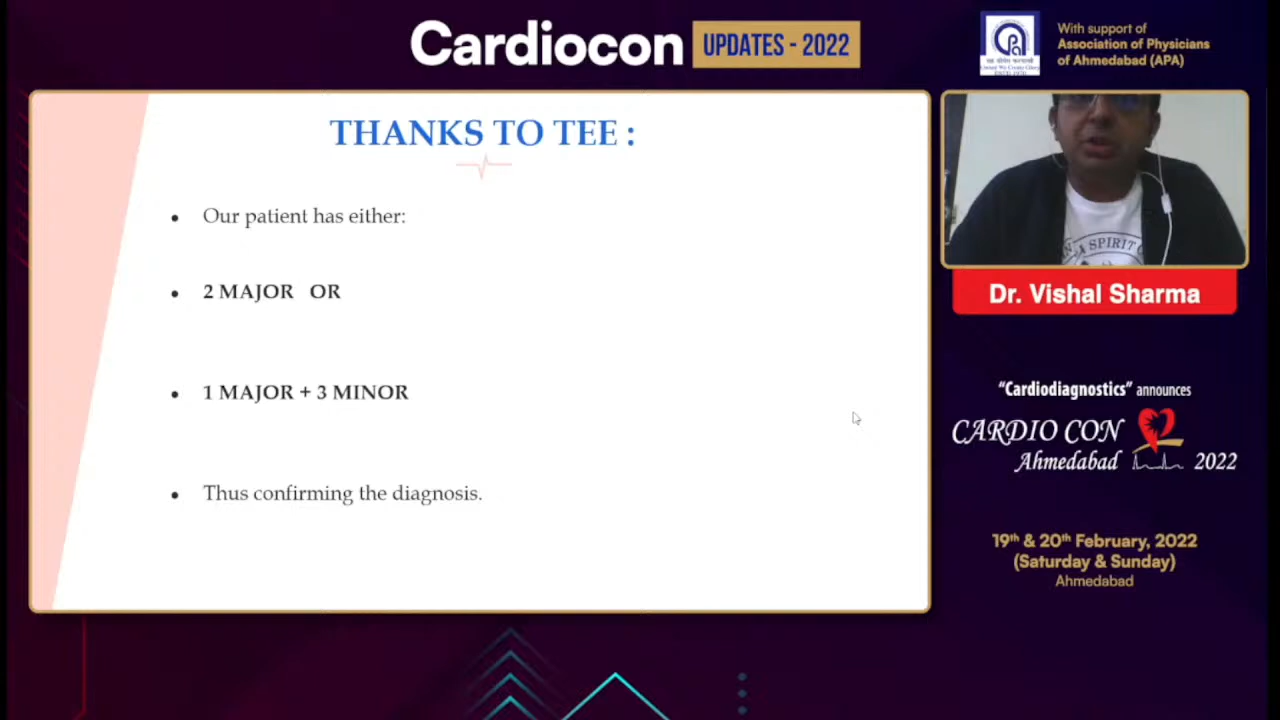 Cardiocon UPDATES - 2022
With support of
Association of Physicians
of Ahmedabad (APA)
THANKS TO TEE :
• Our patient has either:
• 2 MAJOR OR
• 1 MAJOR + 3 MINOR
• Thus confirming the diagnosis.
A SPIRIT
Dr. Vishal Sharma
“Cardiodiagnostics” announces
CARDIO CON
Ahmedabad 2022
19th & 20th February, 2022
(Saturday & Sunday)
Ahmedabad